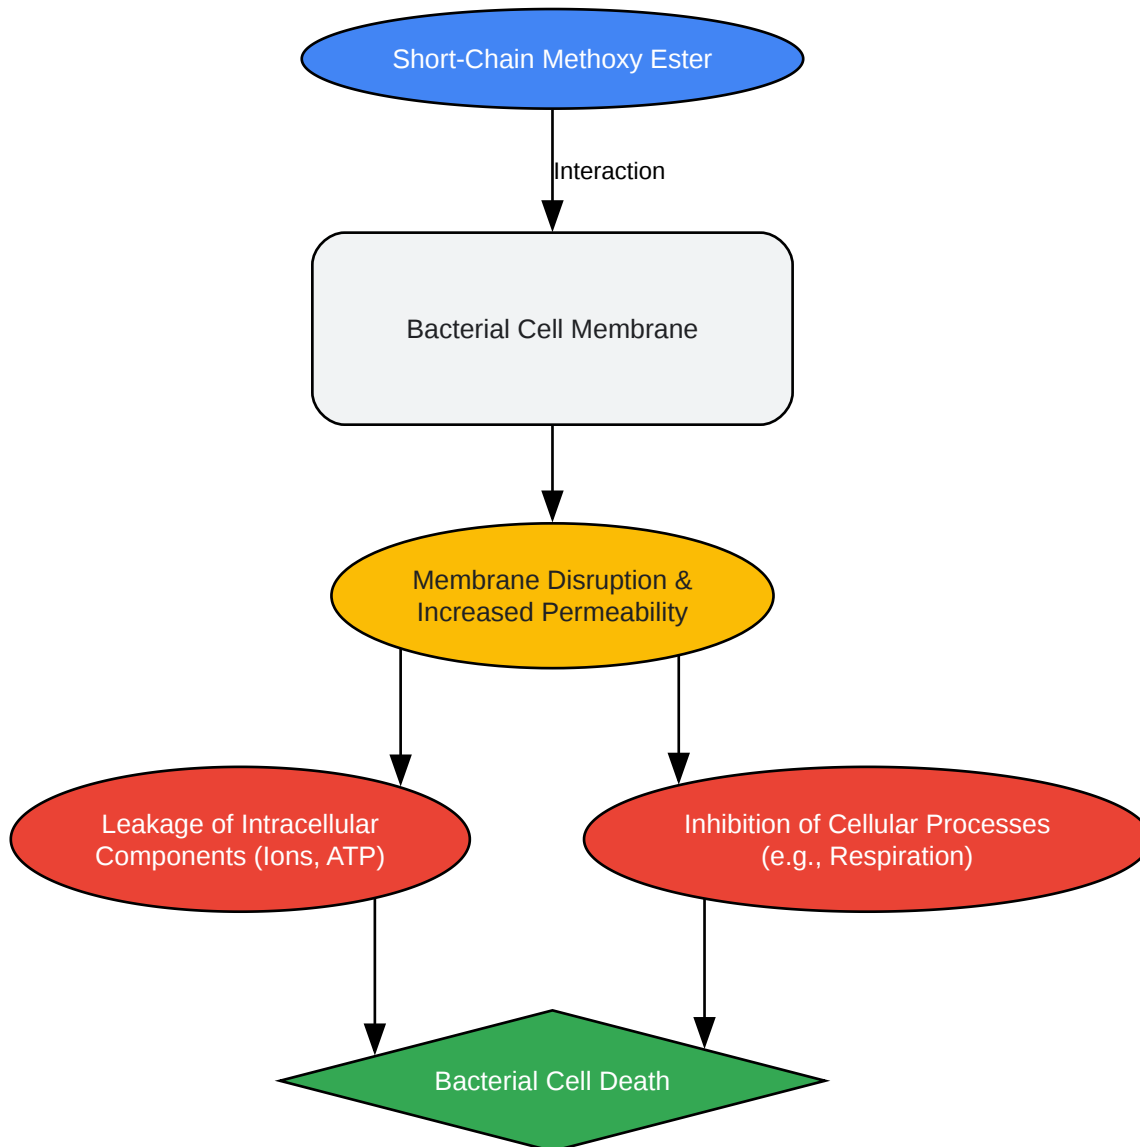 Short-Chain Methoxy Ester
Interaction
Bacterial Cell Membrane
Membrane Disruption &
Increased Permeability
Leakage of Intracellular
Components (Ions, ATP)
Inhibition of Cellular Processes
(e.g., Respiration)
Bacterial Cell Death